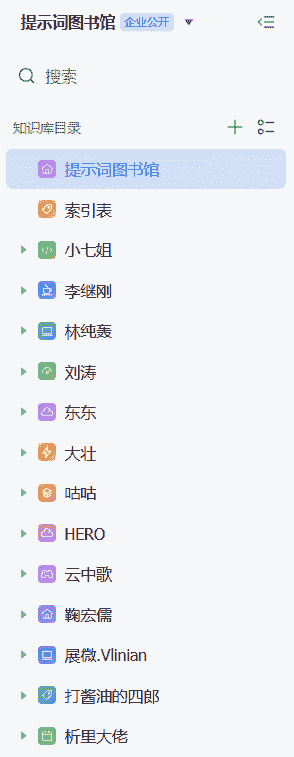 提示词图书馆 企业公开
搜索
知识库目录
提示词图书馆
索引表
小七姐
李继刚
林纯轰
刘涛
东东
大壮
咕咕
HERO
云中歌
鞠宏儒
展微.Vlinian
打酱油的四郎
析里大佬